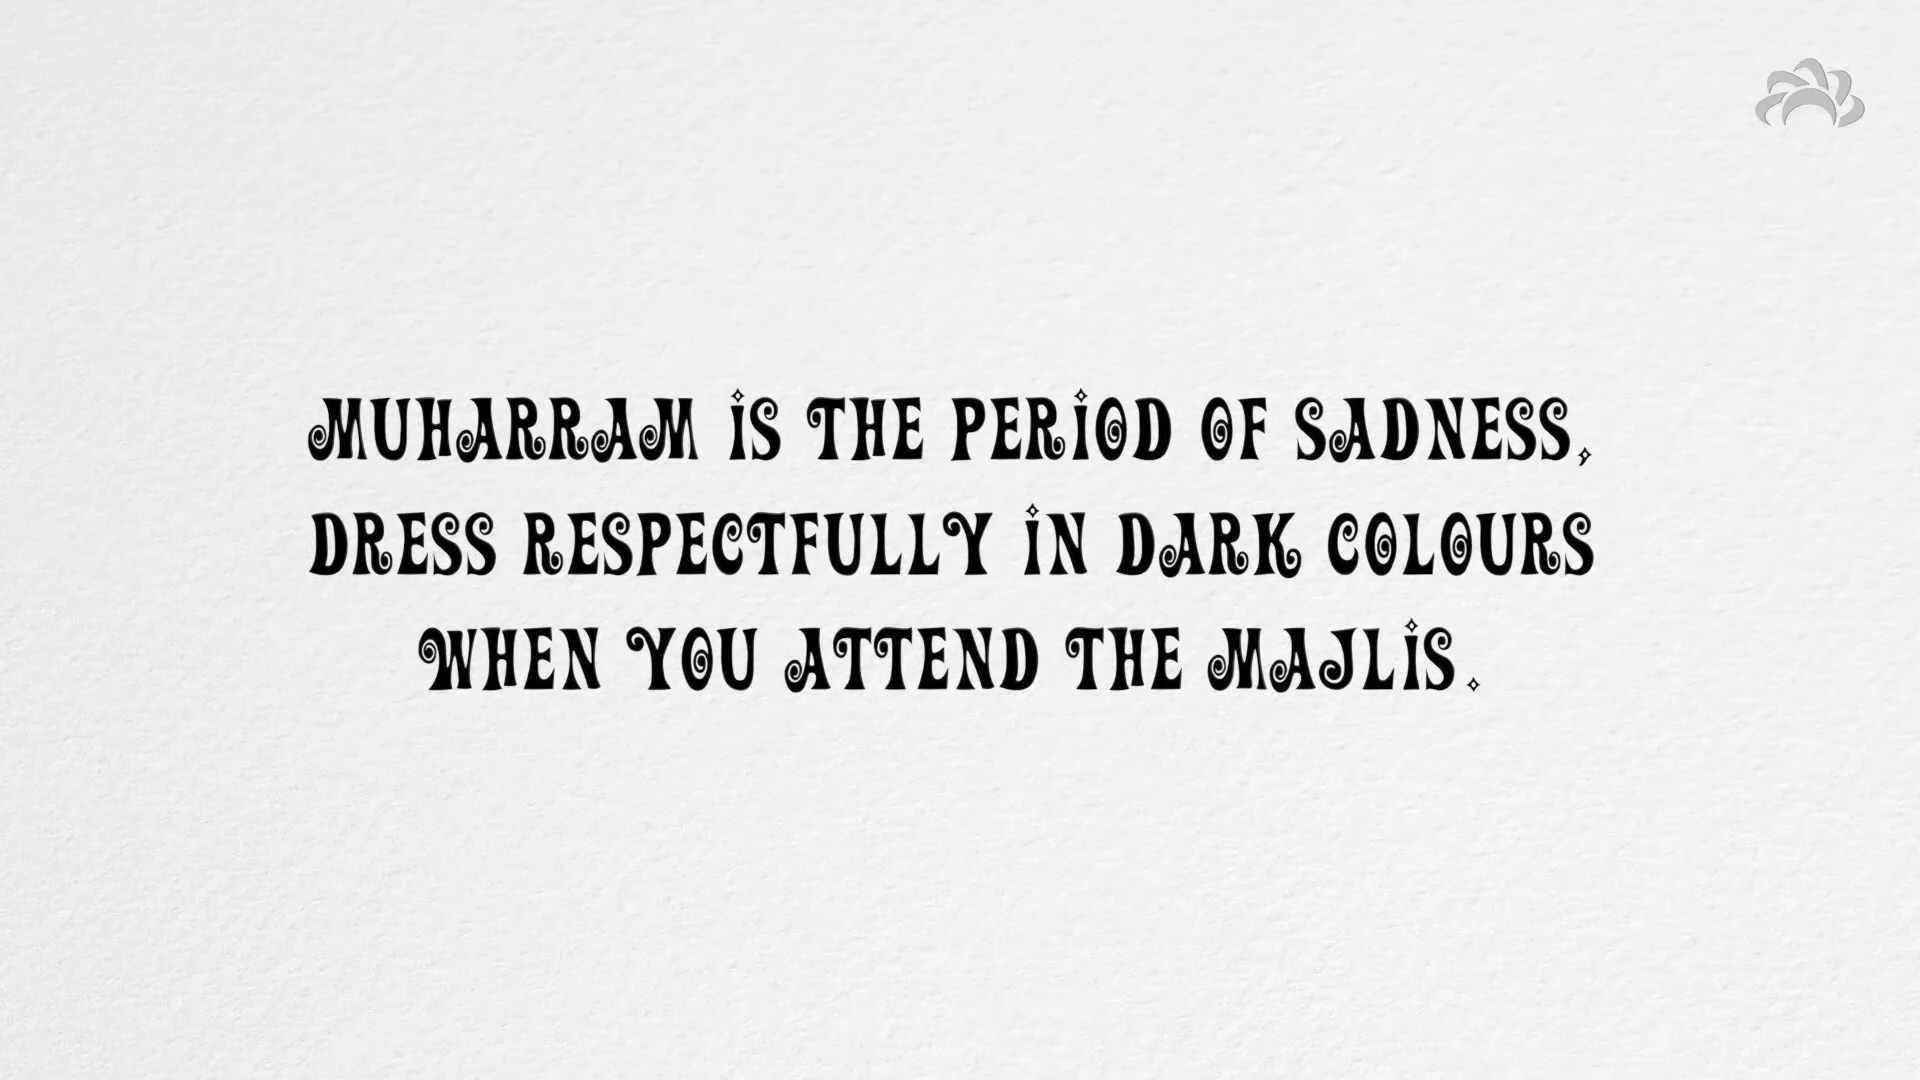 MUHARRAM IS THE PERIOD OF SADNESS,
DRESS RESPECTFULLY IN DARK COLOURS
WHEN YOU ATTEND THE MAJLIS.